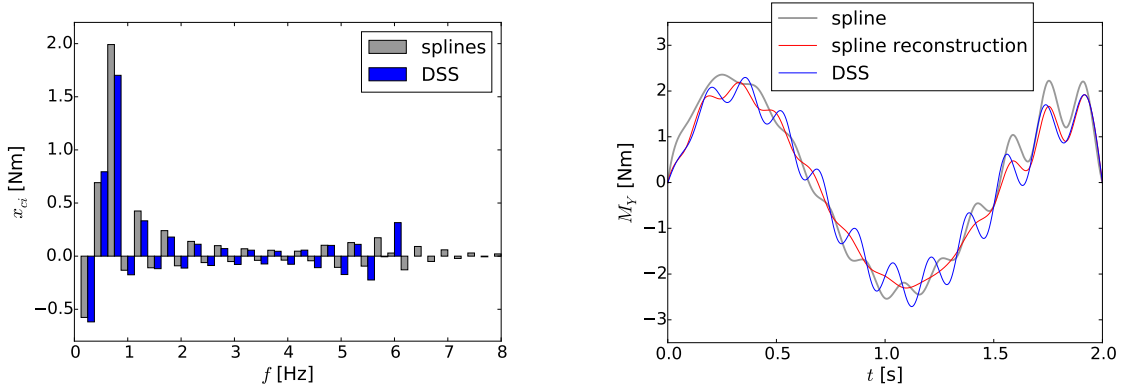 2.0
1.5
1.0
0.5
0.0
−0.5
x_{ci} [Nm]
0 1 2 3 4 5 6 7 8
f [Hz]
splines
DSS
3
2
1
0
−1
−2
−3
M_Y [Nm]
0.0 0.5 1.0 1.5 2.0
t [s]
spline
spline reconstruction
DSS